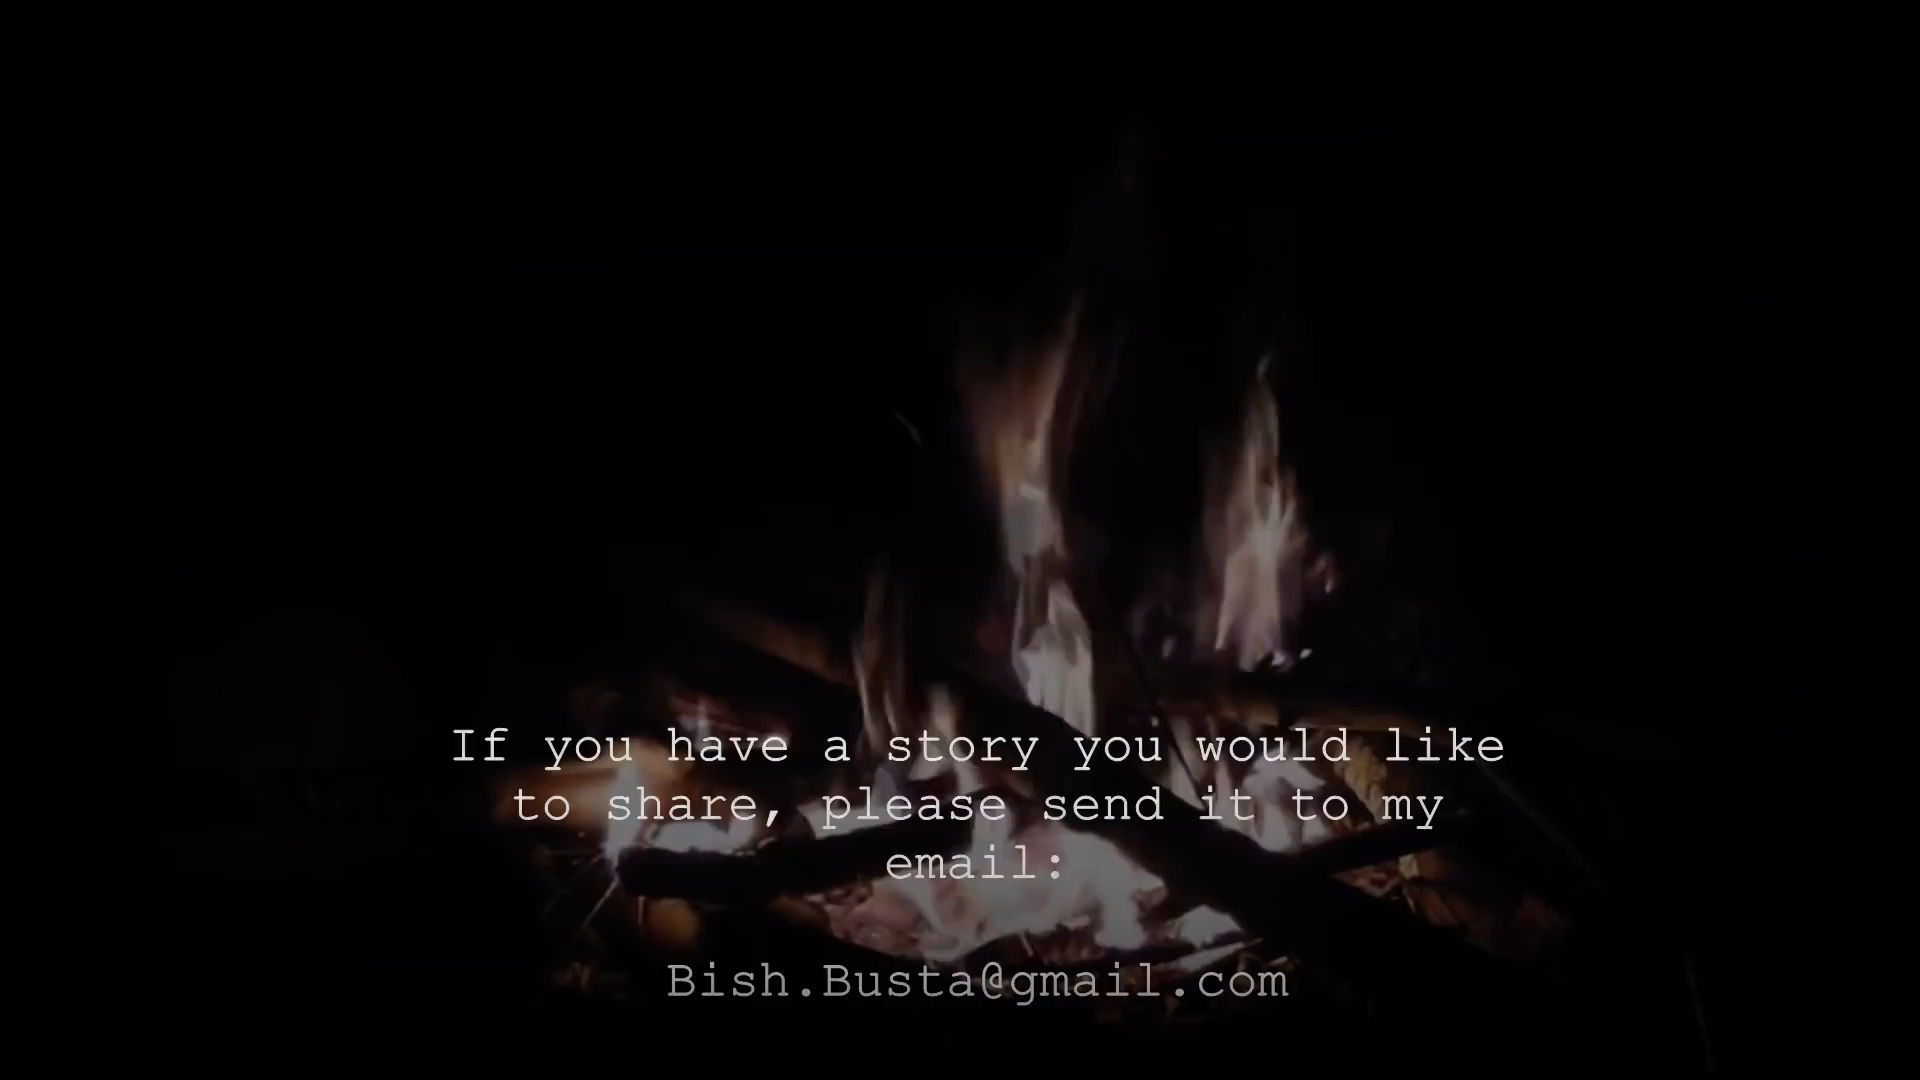 If you have a story you would like
to share, please send it to my
email:
Bish.Busta@gmail.com